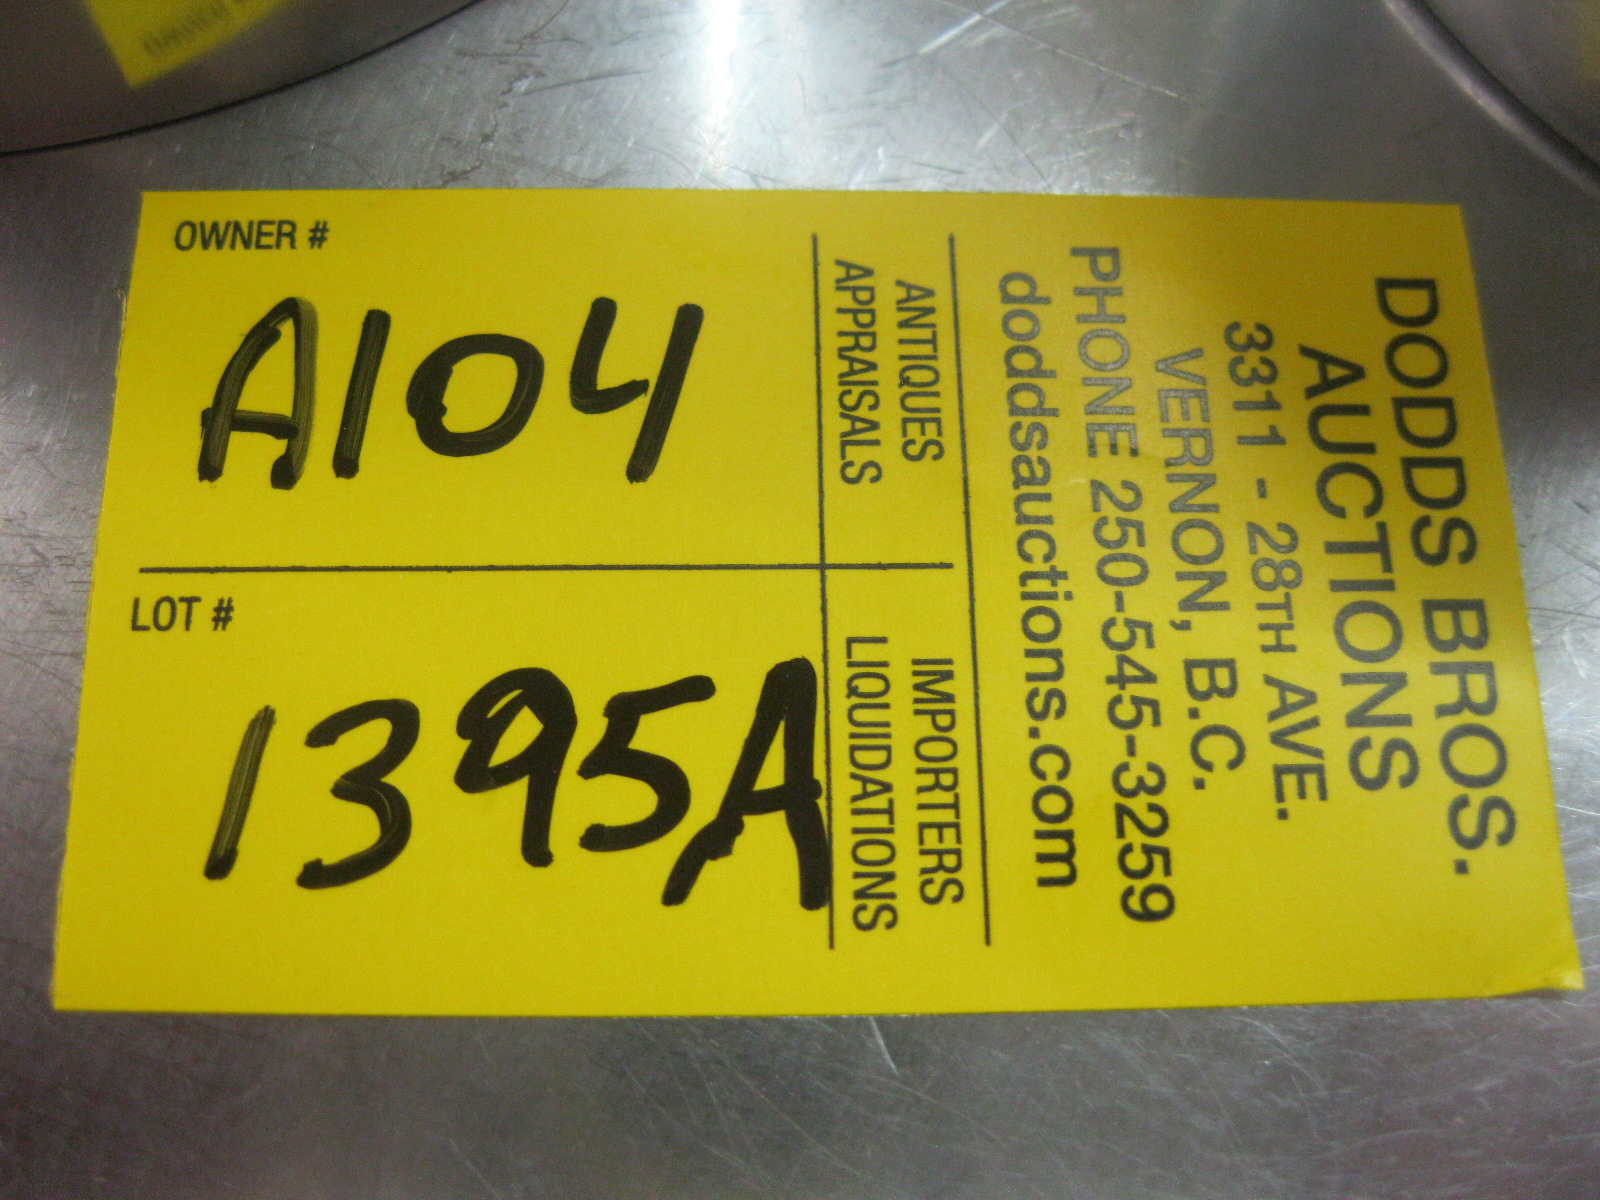 OWNER #
A104
LOT #
1395A
ANTIQUES
APPRAISALS
IMPORTERS
LIQUIDATIONS
DODDS BROS.
AUCTIONS
3311 - 28TH AVE.
VERNON, B.C.
PHONE 250-545-3259
doddsauctions.com